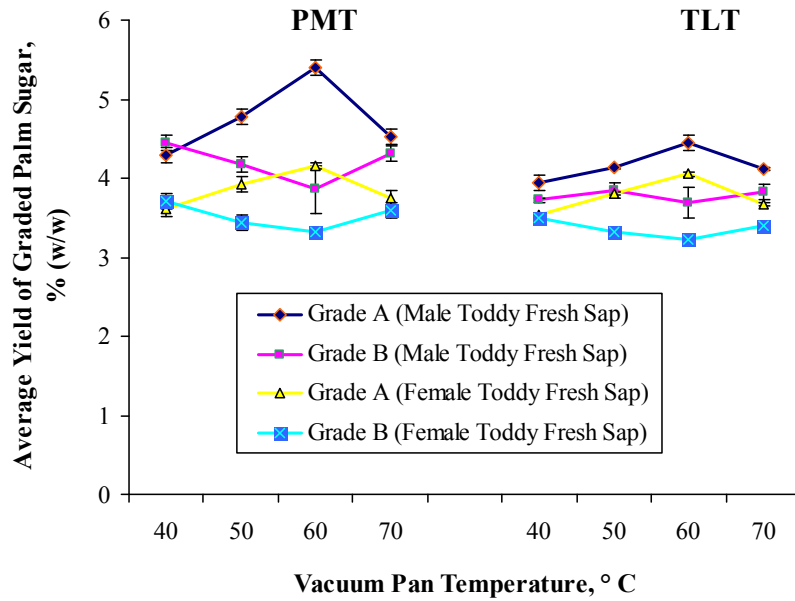 PMT TLT
6
5
4
3
2
1
0
Average Yield of Graded Palm Sugar,
% (w/w)
Grade A (Male Toddy Fresh Sap)
Grade B (Male Toddy Fresh Sap)
Grade A (Female Toddy Fresh Sap)
Grade B (Female Toddy Fresh Sap)
40 50 60 70 40 50 60 70
Vacuum Pan Temperature, ° C